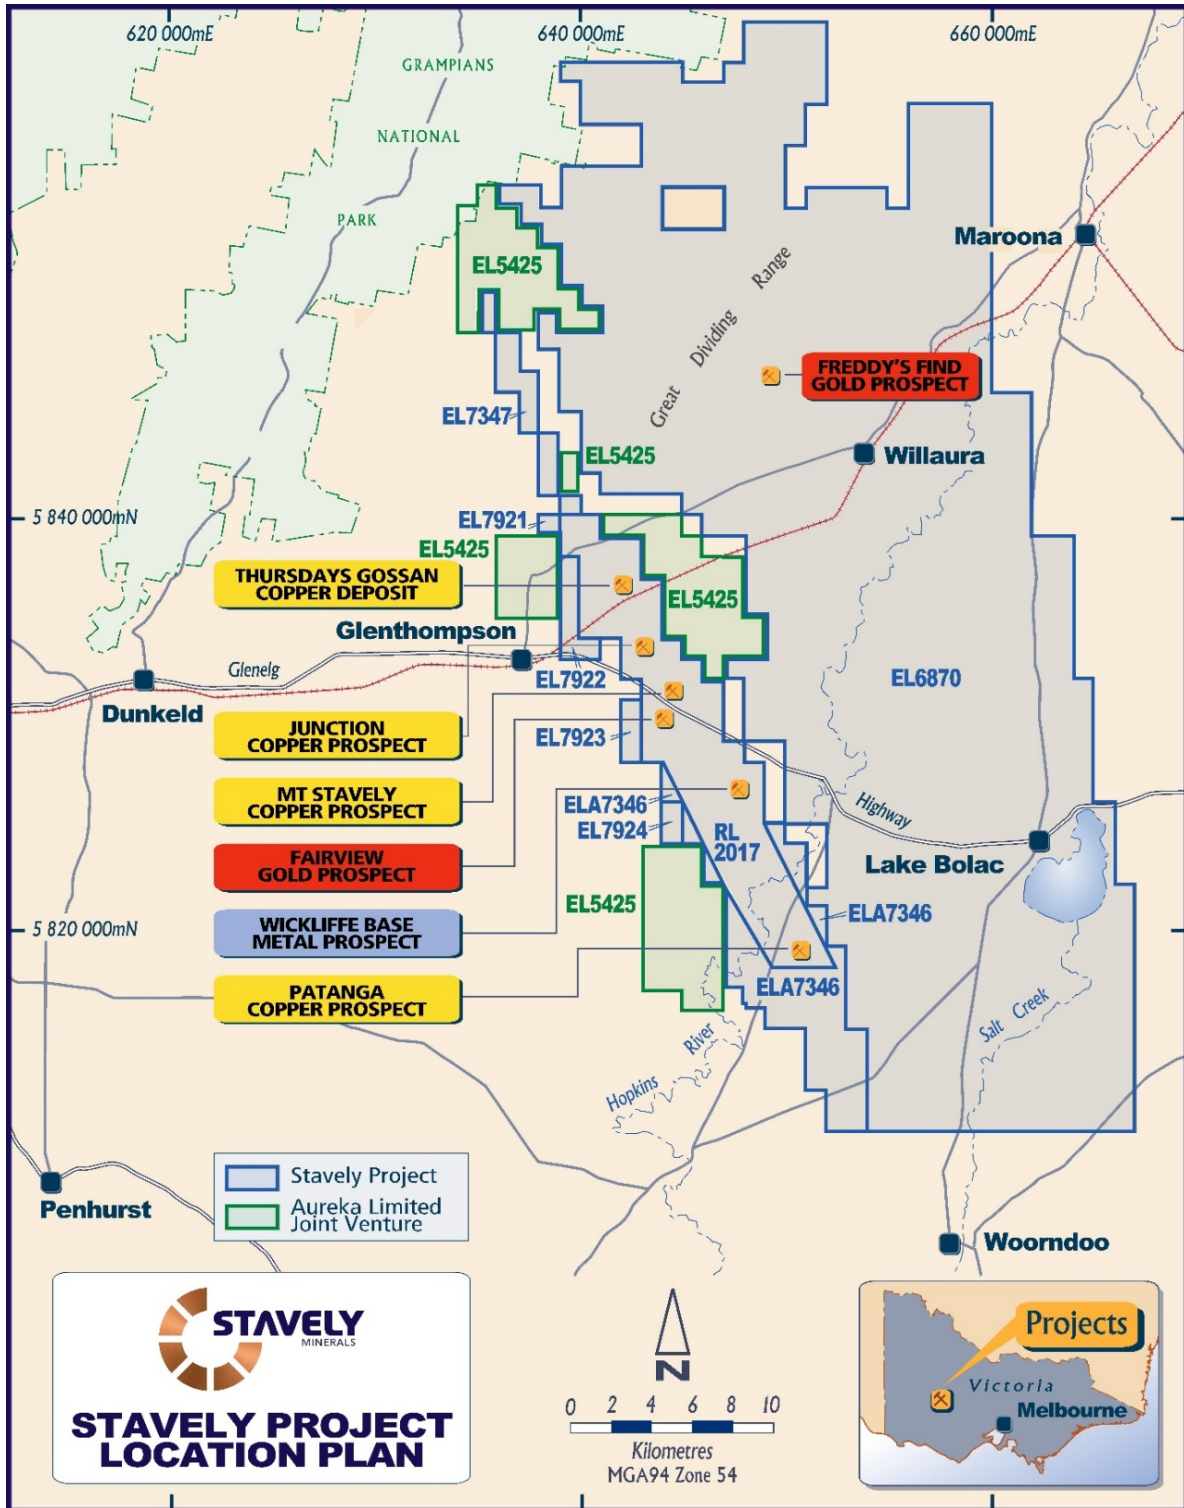 620 000mE
640 000mE
660 000mE
GRAMPIANS
NATIONAL
PARK
Maroona
EL5425
Great Dividing Range
FREDDY'S FIND
GOLD PROSPECT
EL7347
EL5425
Willaura
5 840 000mN
EL7921
EL5425
THURSDAYS GOSSAN
COPPER DEPOSIT
EL5425
Glenthompson
Glenelg
EL7922
EL6870
Dunkeld
JUNCTION
COPPER PROSPECT
EL7923
MT STAVELY
COPPER PROSPECT
ELA7346
EL7924
Highway
RL
2017
FAIRVIEW
GOLD PROSPECT
Lake Bolac
EL5425
ELA7346
WICKLIFFE BASE
METAL PROSPECT
5 820 000mN
PATANGA
COPPER PROSPECT
ELA7346
Salt Creek
Hopkins River
Stavely Project
Aureka Limited
Joint Venture
Penhurst
Woorndoo
STAVELY
MINERALS
STAVELY PROJECT
LOCATION PLAN
N
0 2 4 6 8 10
Kilometres
MGA94 Zone 54
Projects
Victoria
Melbourne